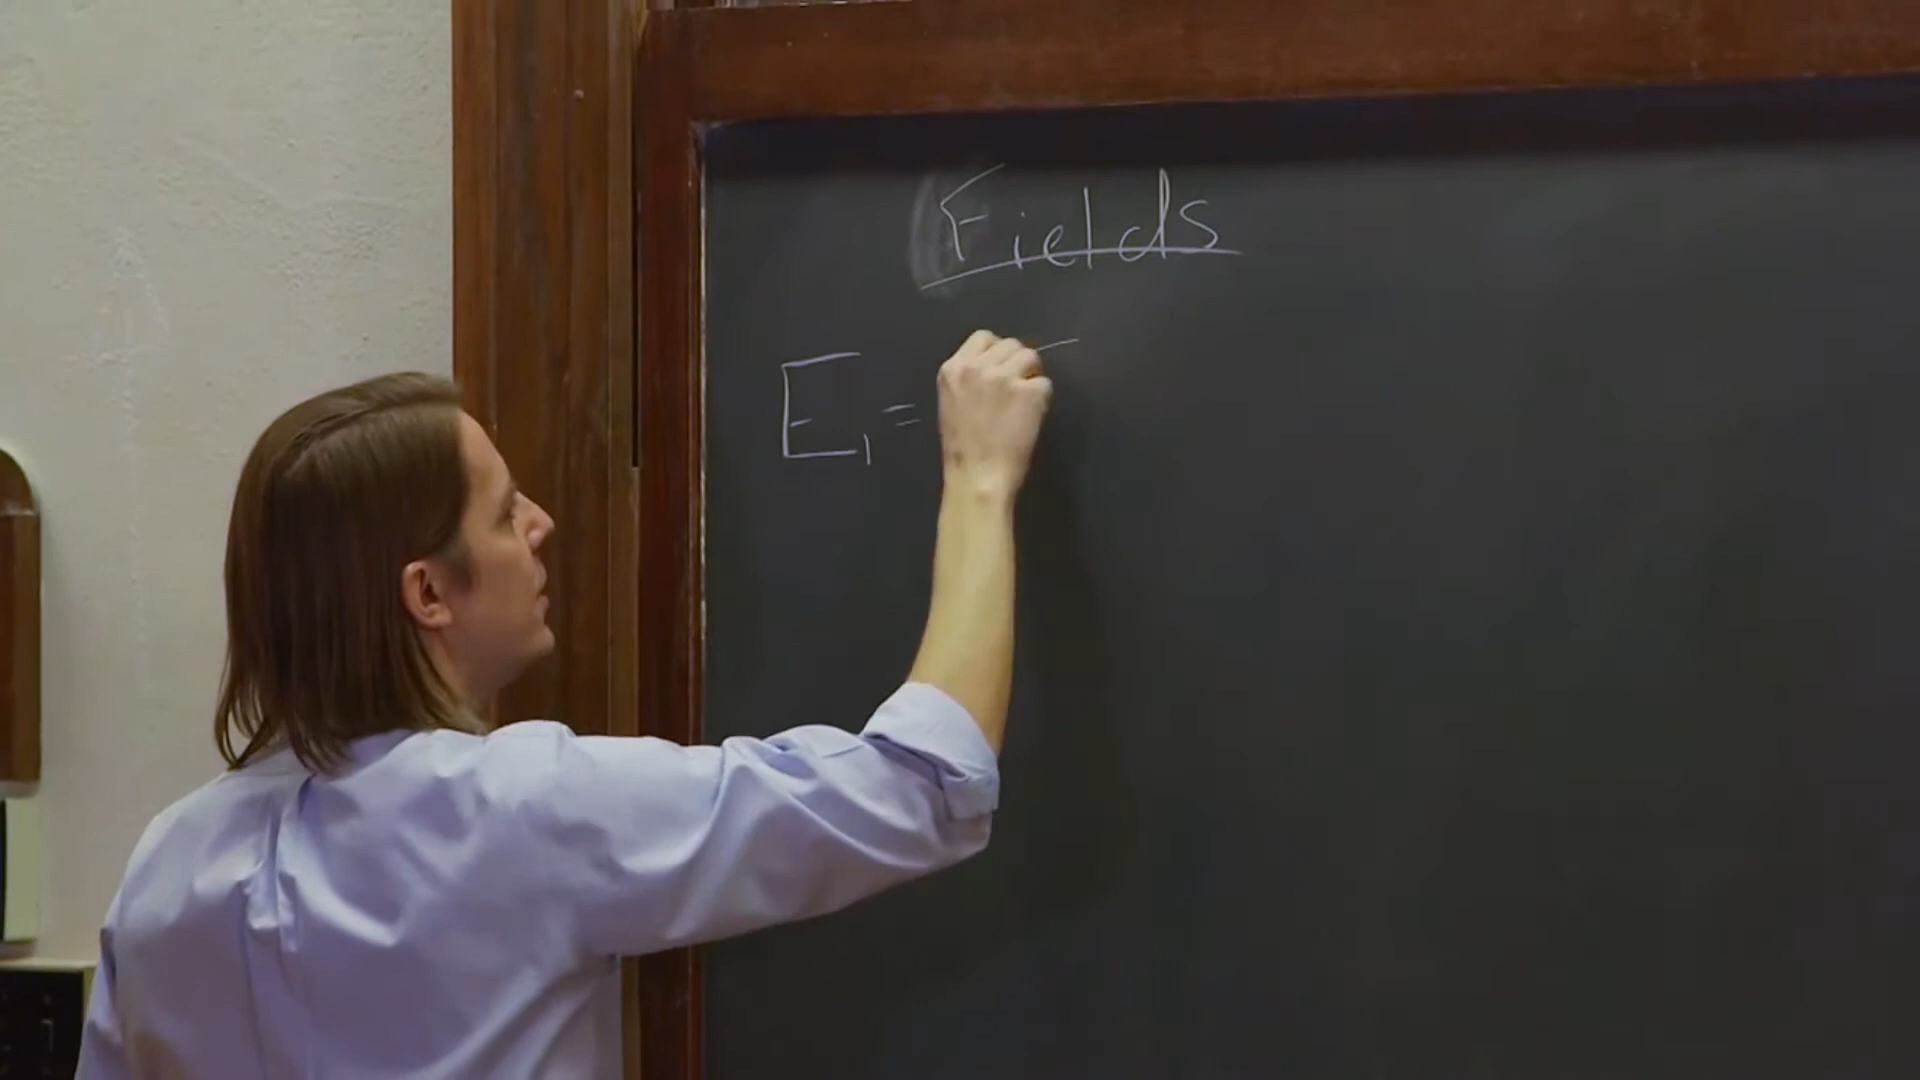 Fields
E₁ =